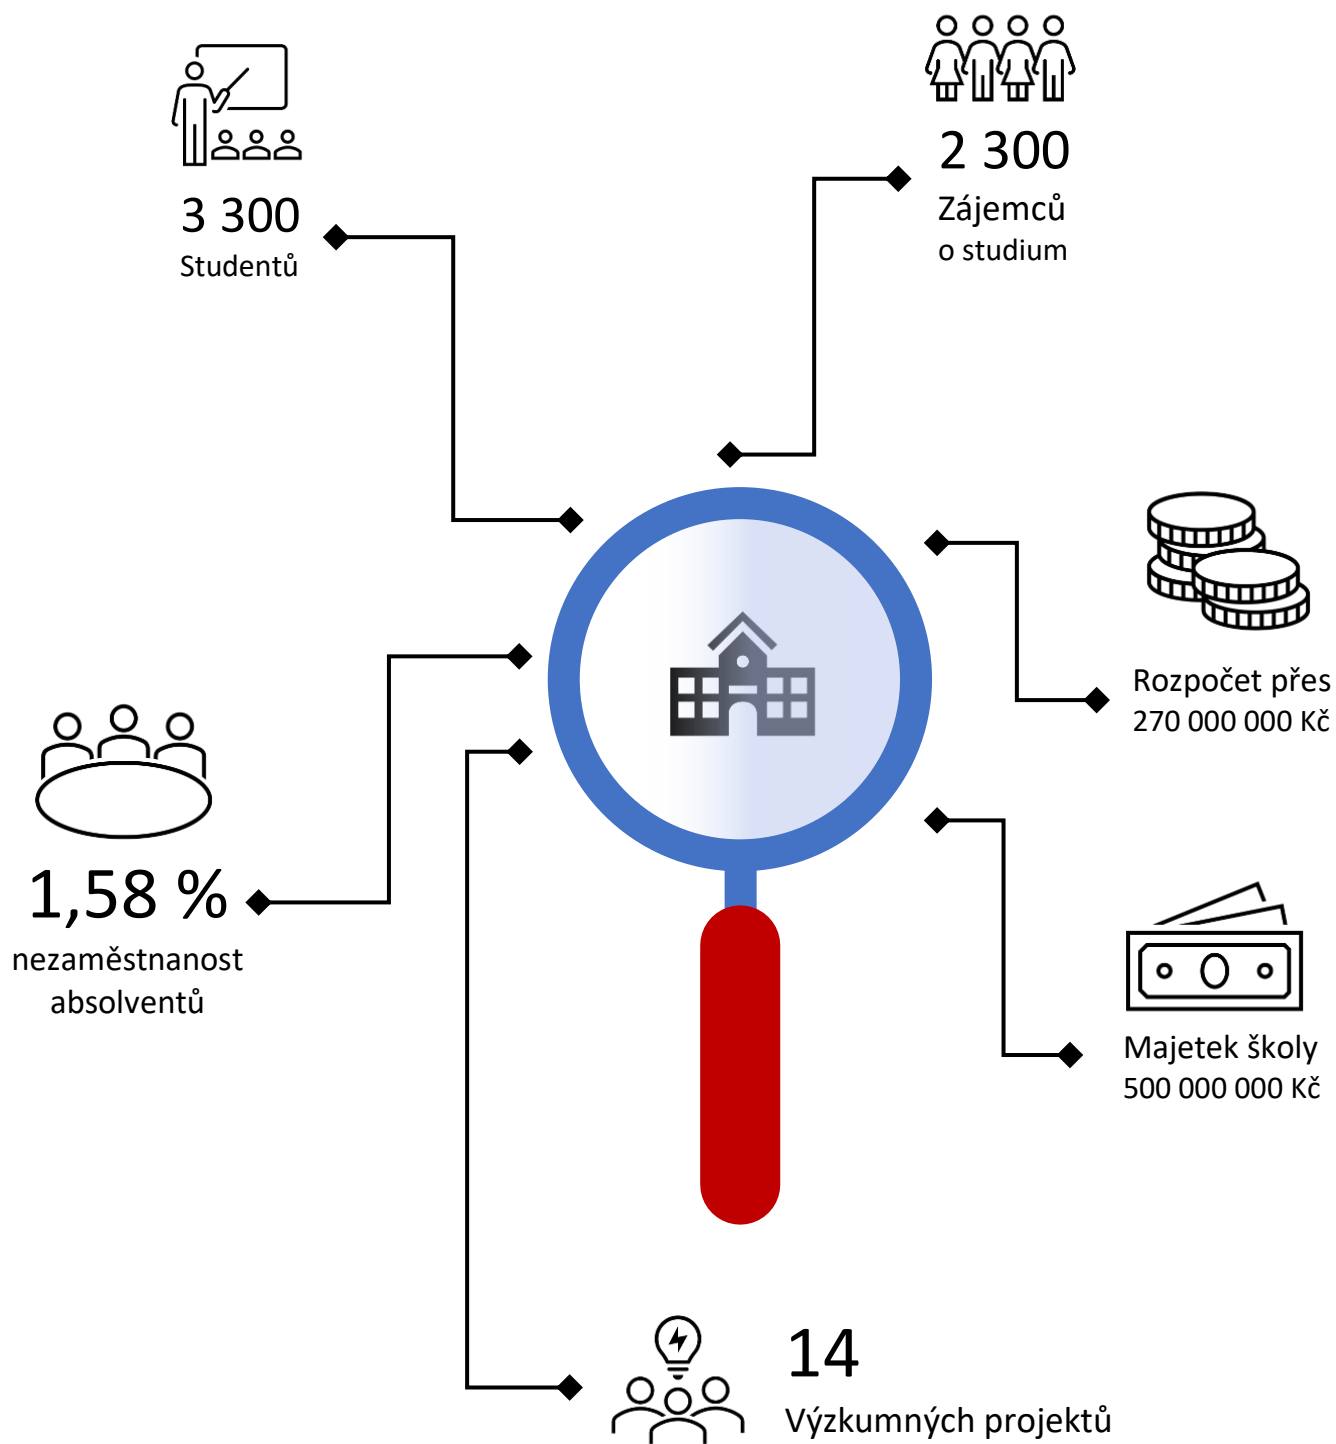 3 300
Studentů
2 300
Zájemců
o studium
Rozpočet přes
270 000 000 Kč
1,58 %
nezaměstnanost
absolventů
Majetek školy
500 000 000 Kč
14
Výzkumných projektů